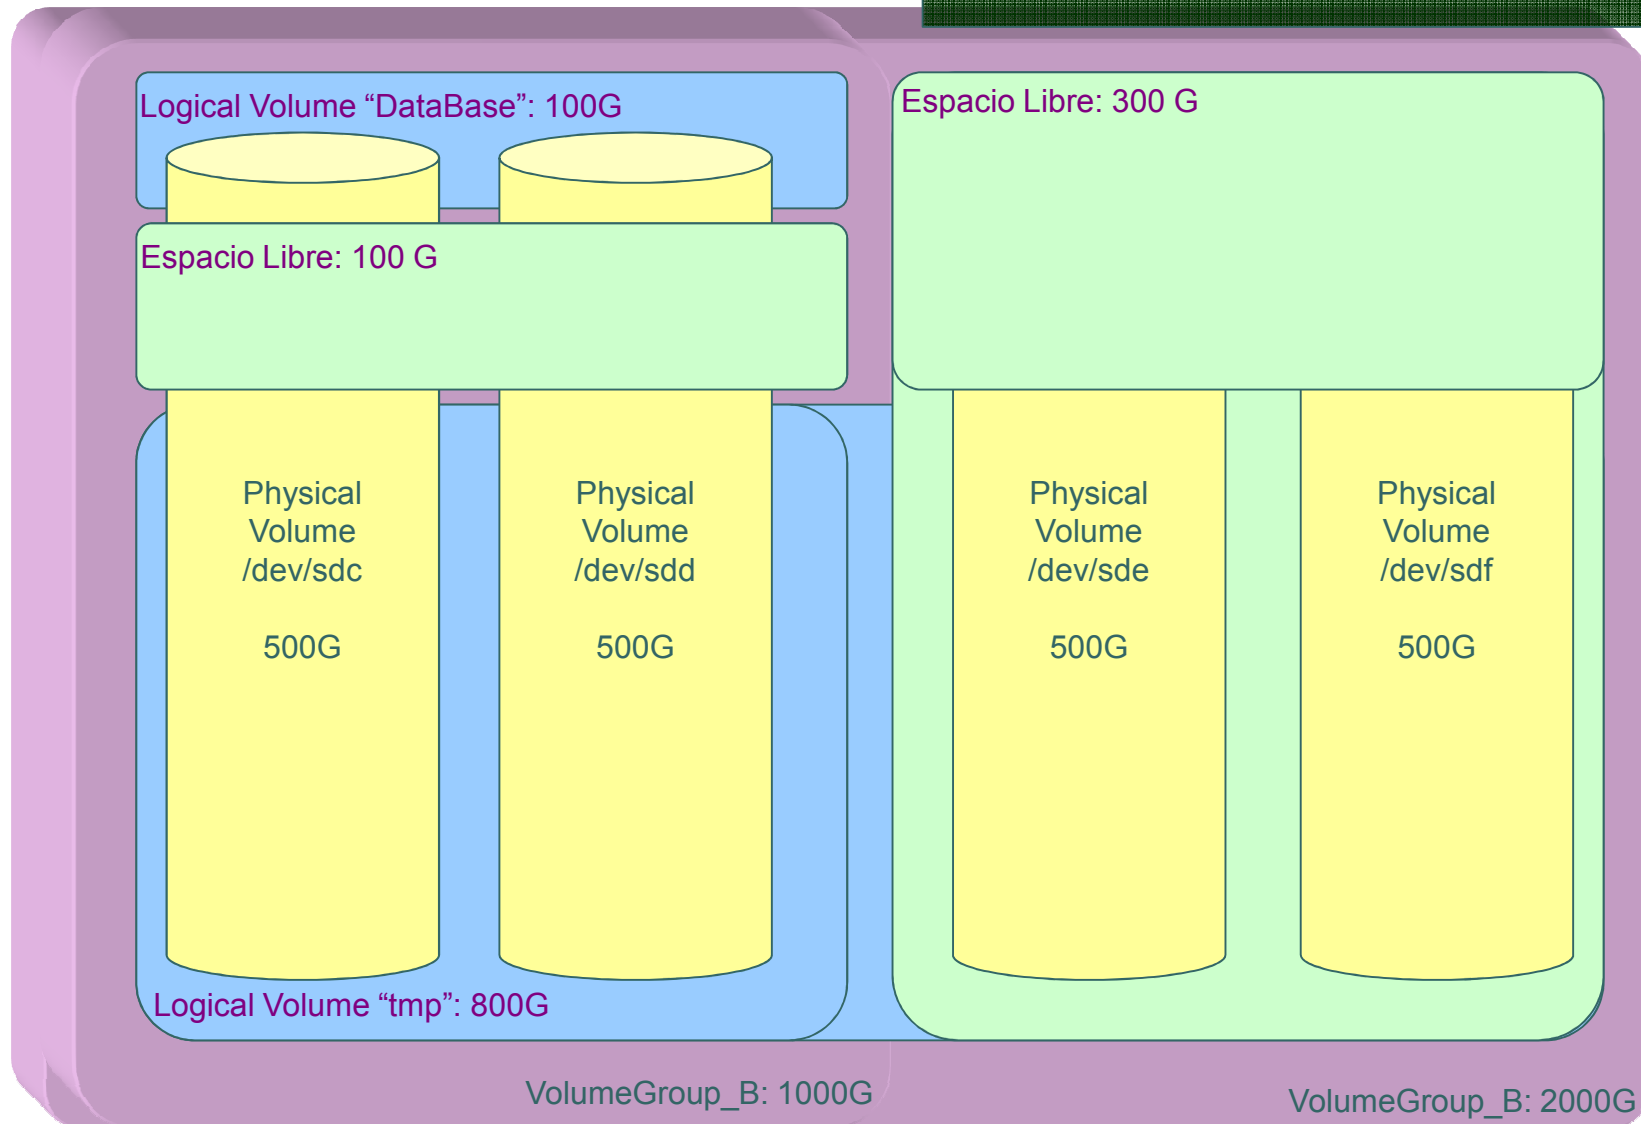 Logical Volume “DataBase”: 100G
Espacio Libre: 100 G
Espacio Libre: 300 G
Physical
Volume
/dev/sdc
500G
Physical
Volume
/dev/sdd
500G
Physical
Volume
/dev/sde
500G
Physical
Volume
/dev/sdf
500G
Logical Volume “tmp”: 800G
VolumeGroup_B: 1000G
VolumeGroup_B: 2000G